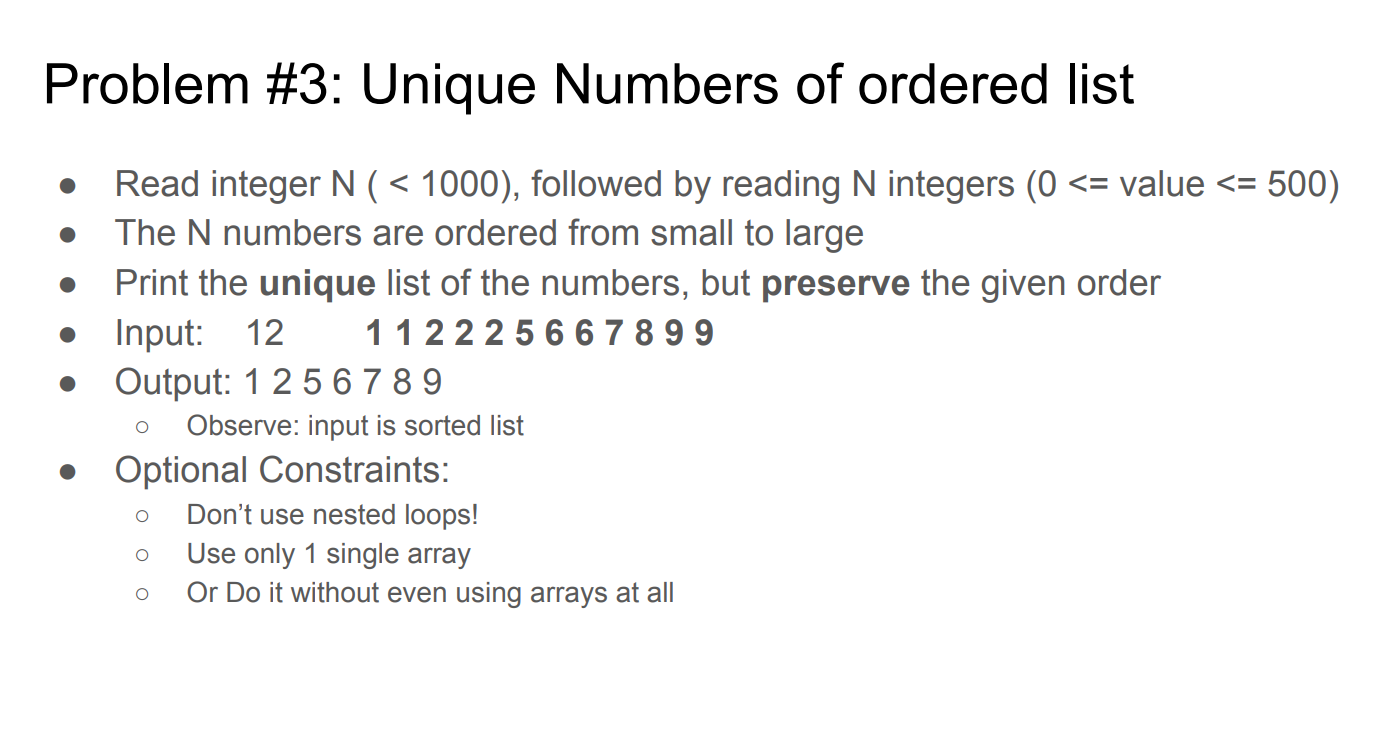 Problem #3: Unique Numbers of ordered list
● Read integer N ( < 1000), followed by reading N integers (0 <= value <= 500)
● The N numbers are ordered from small to large
● Print the unique list of the numbers, but preserve the given order
● Input: 12 1 1 2 2 2 5 6 6 7 8 9 9
● Output: 1 2 5 6 7 8 9
○ Observe: input is sorted list
● Optional Constraints:
○ Don’t use nested loops!
○ Use only 1 single array
○ Or Do it without even using arrays at all